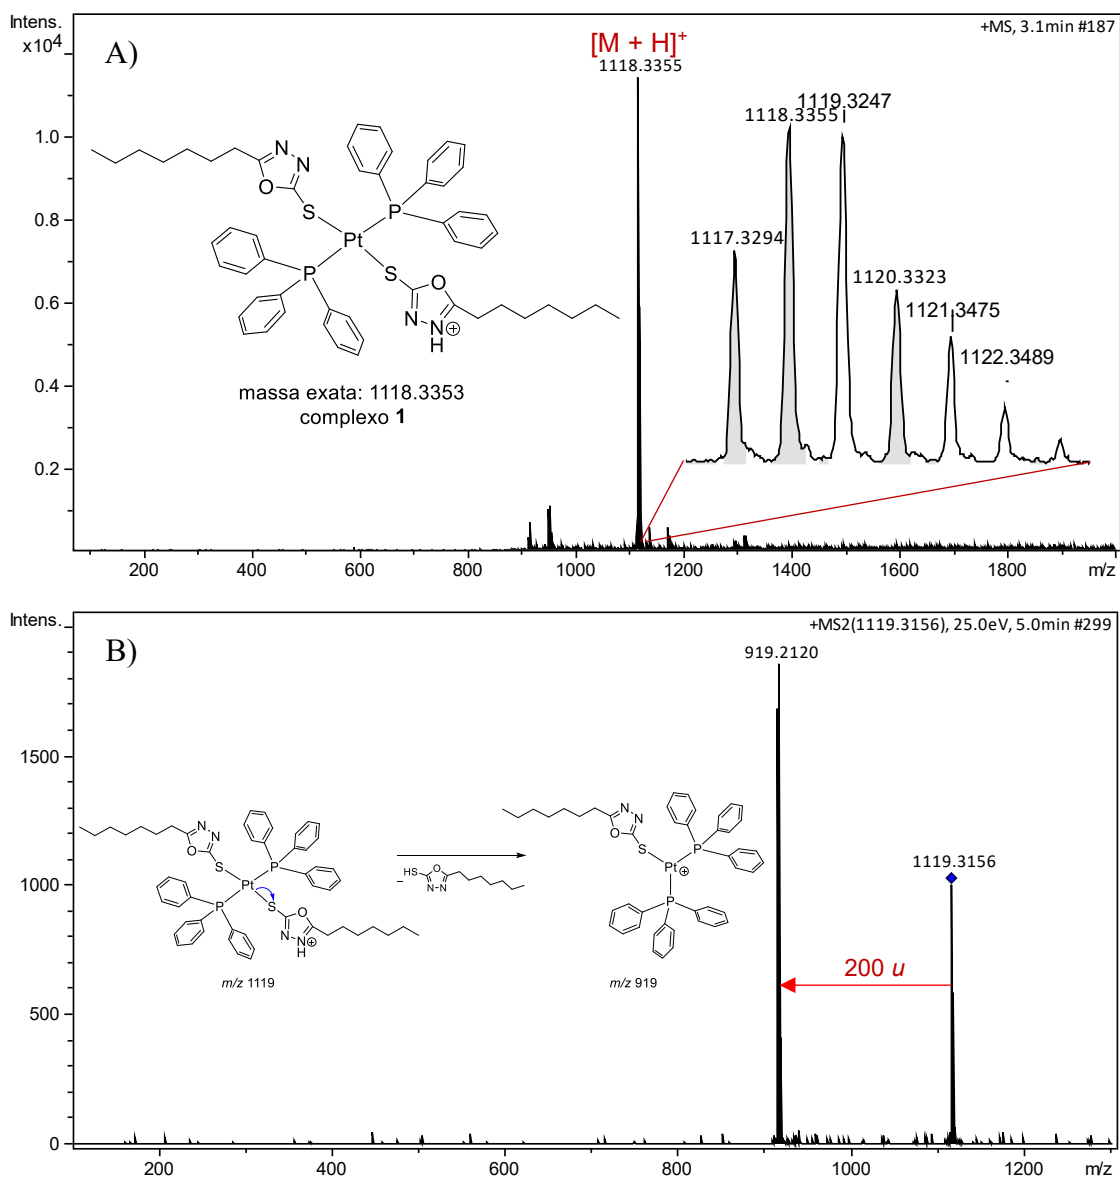 Intens.
x10⁴
A)
+MS, 3.1min #187
[M + H]⁺
1118.3355
1119.3247
1118.3355
1117.3294
1120.3323
1121.3475
1122.3489
1.0
0.8
0.6
0.4
0.2
N
N
O
S
P
Pt
P
S
O
N
N
H
massa exata: 1118.3353
complexo 1
200
400
600
800
1000
1200
1400
1600
1800
m/z
Intens.
B)
+MS2(1119.3156), 25.0eV, 5.0min #299
919.2120
1119.3156
200 u
1500
1000
500
0
N
N
O
S
P
Pt
P
S
O
N
N
H
m/z 1119
HS
O
N
N
N
N
O
S
P
Pt
P
m/z 919
200
400
600
800
1000
1200
m/z